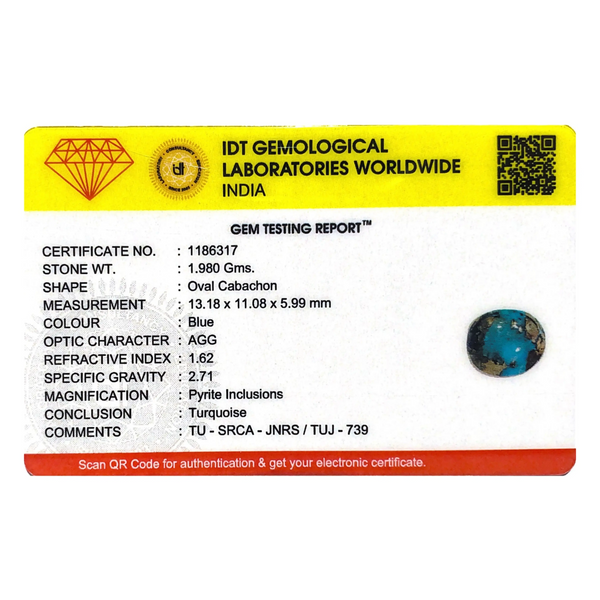 IDT GEMOLOGICAL
LABORATORIES WORLDWIDE
INDIA
GEM TESTING REPORT™
CERTIFICATE NO. : 1186317
STONE WT. : 1.980 Gms.
SHAPE : Oval Cabachon
MEASUREMENT : 13.18 x 11.08 x 5.99 mm
COLOUR : Blue
OPTIC CHARACTER : AGG
REFRACTIVE INDEX : 1.62
SPECIFIC GRAVITY : 2.71
MAGNIFICATION : Pyrite Inclusions
CONCLUSION : Turquoise
COMMENTS : TU - SRCA - JNRS / TUJ - 739
Scan QR Code for authentication & get your electronic certificate.